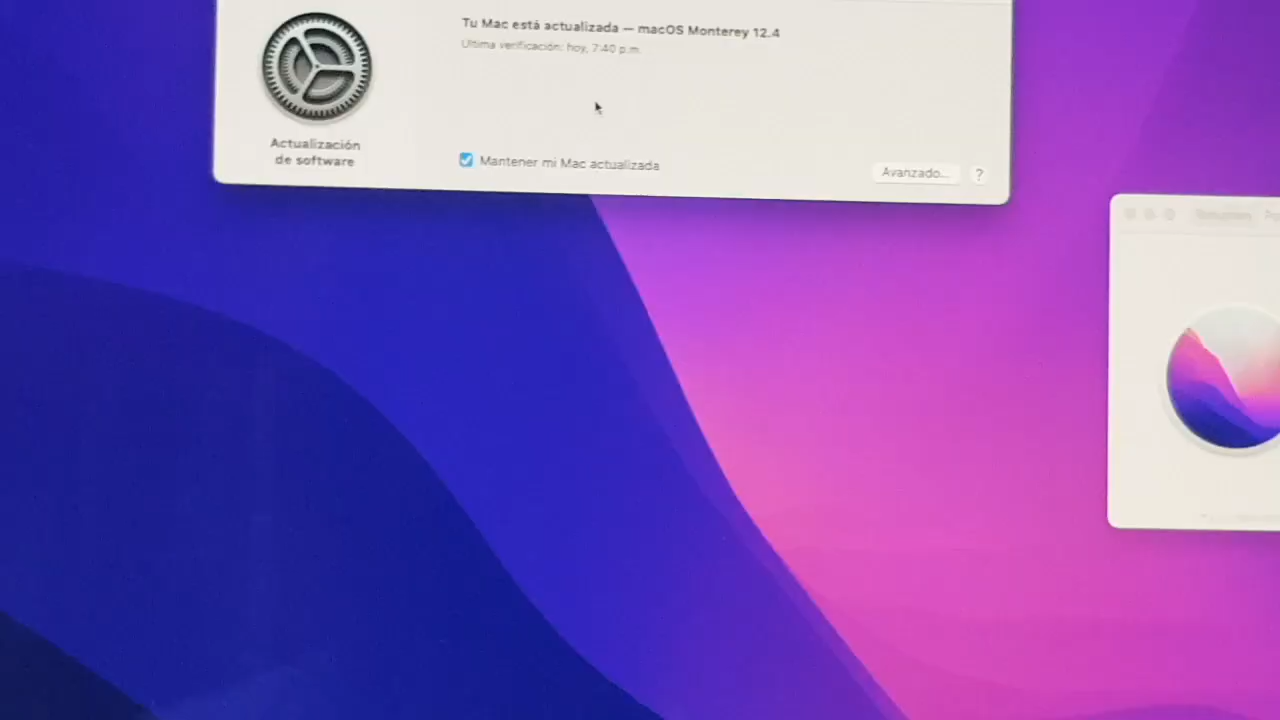 Tu Mac está actualizada — macOS Monterey 12.4
Última verificación: hoy, 7:40 p.m.
Actualización
de software
Mantener mi Mac actualizada
Avanzado...
?